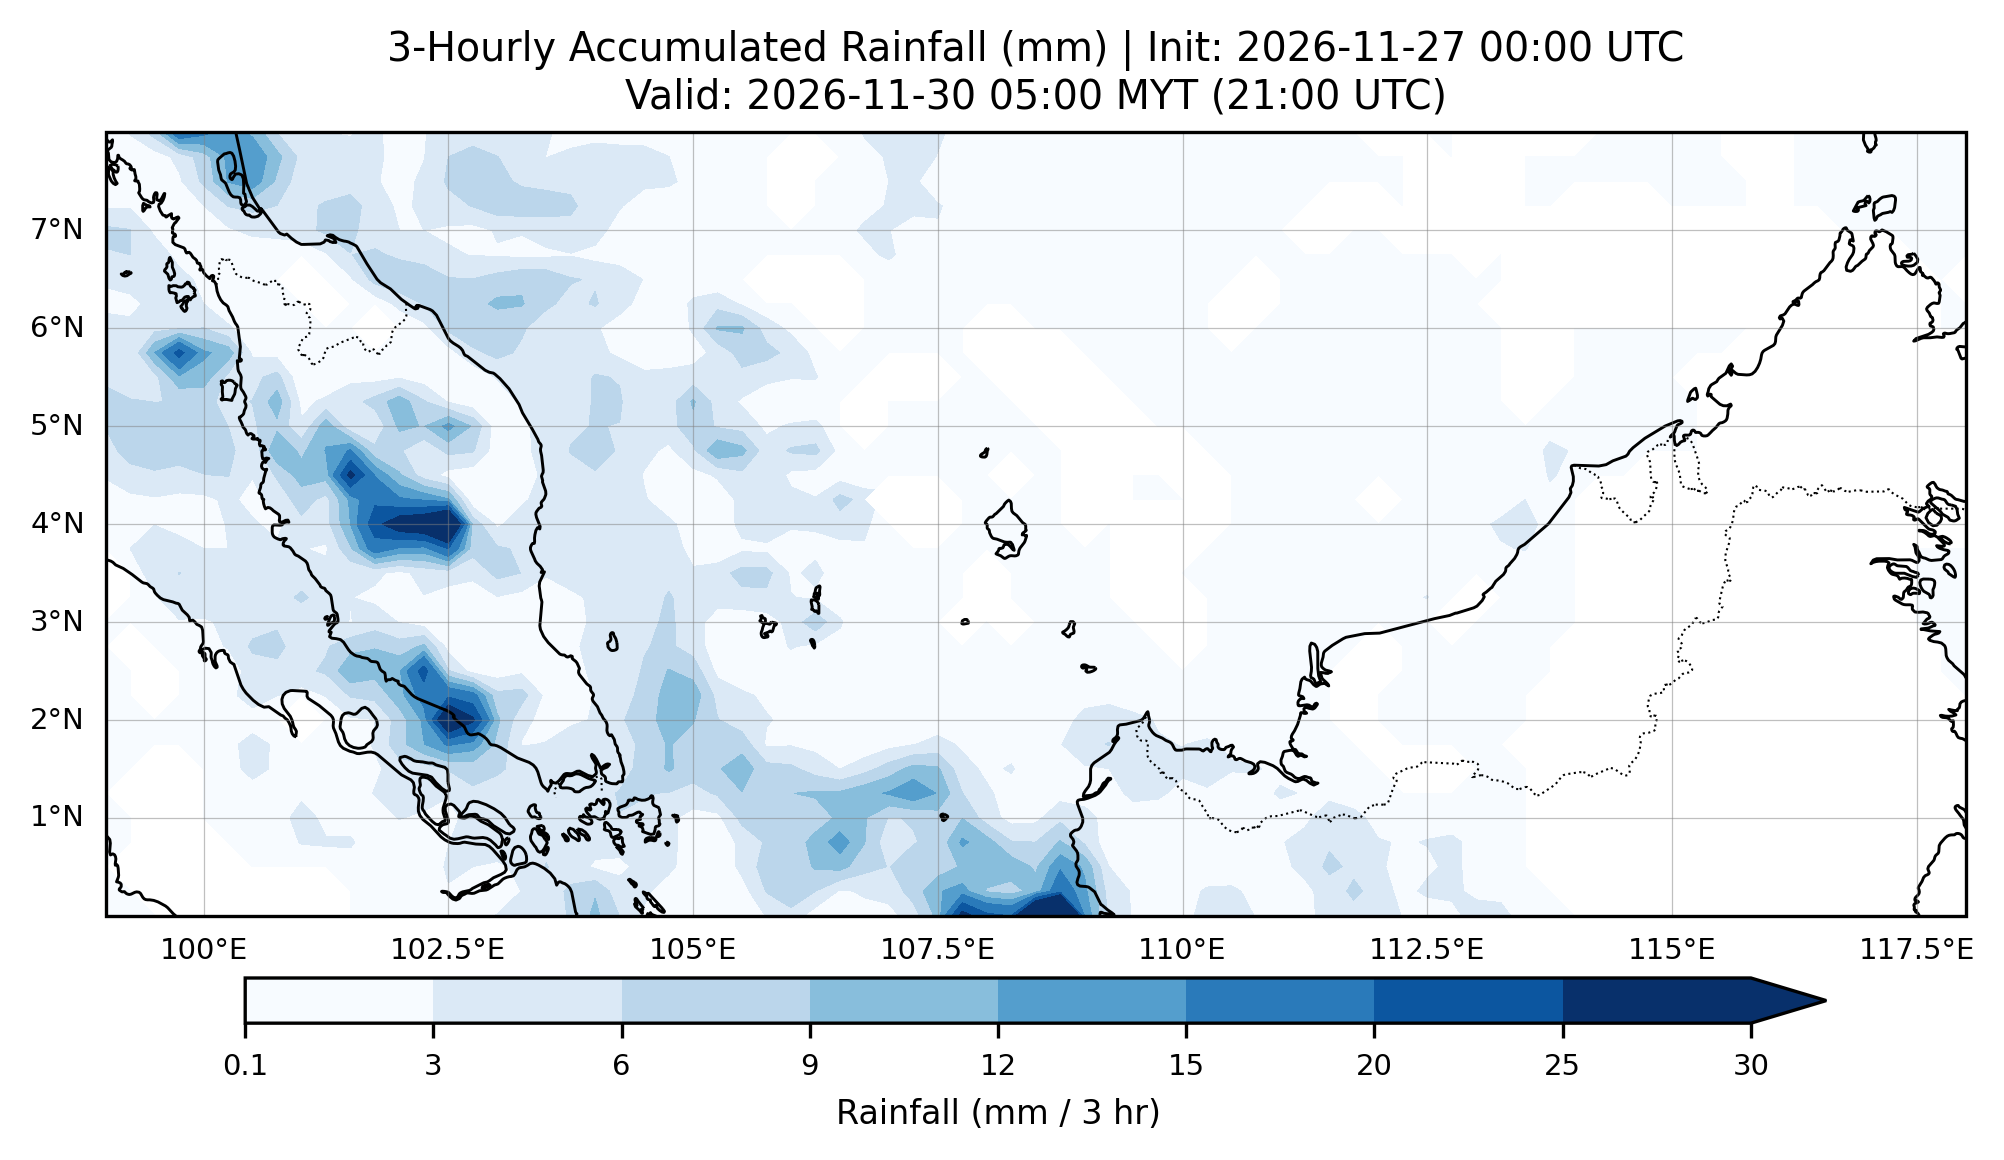 3-Hourly Accumulated Rainfall (mm) | Init: 2026-11-27 00:00 UTC
Valid: 2026-11-30 05:00 MYT (21:00 UTC)
7°N
6°N
5°N
4°N
3°N
2°N
1°N
100°E 102.5°E 105°E 107.5°E 110°E 112.5°E 115°E 117.5°E
0.1 3 6 9 12 15 20 25 30
Rainfall (mm / 3 hr)